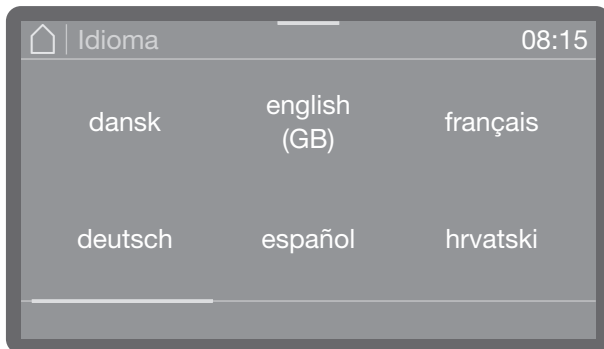 Idioma 08:15
dansk
english
(GB)
français
deutsch
español
hrvatski